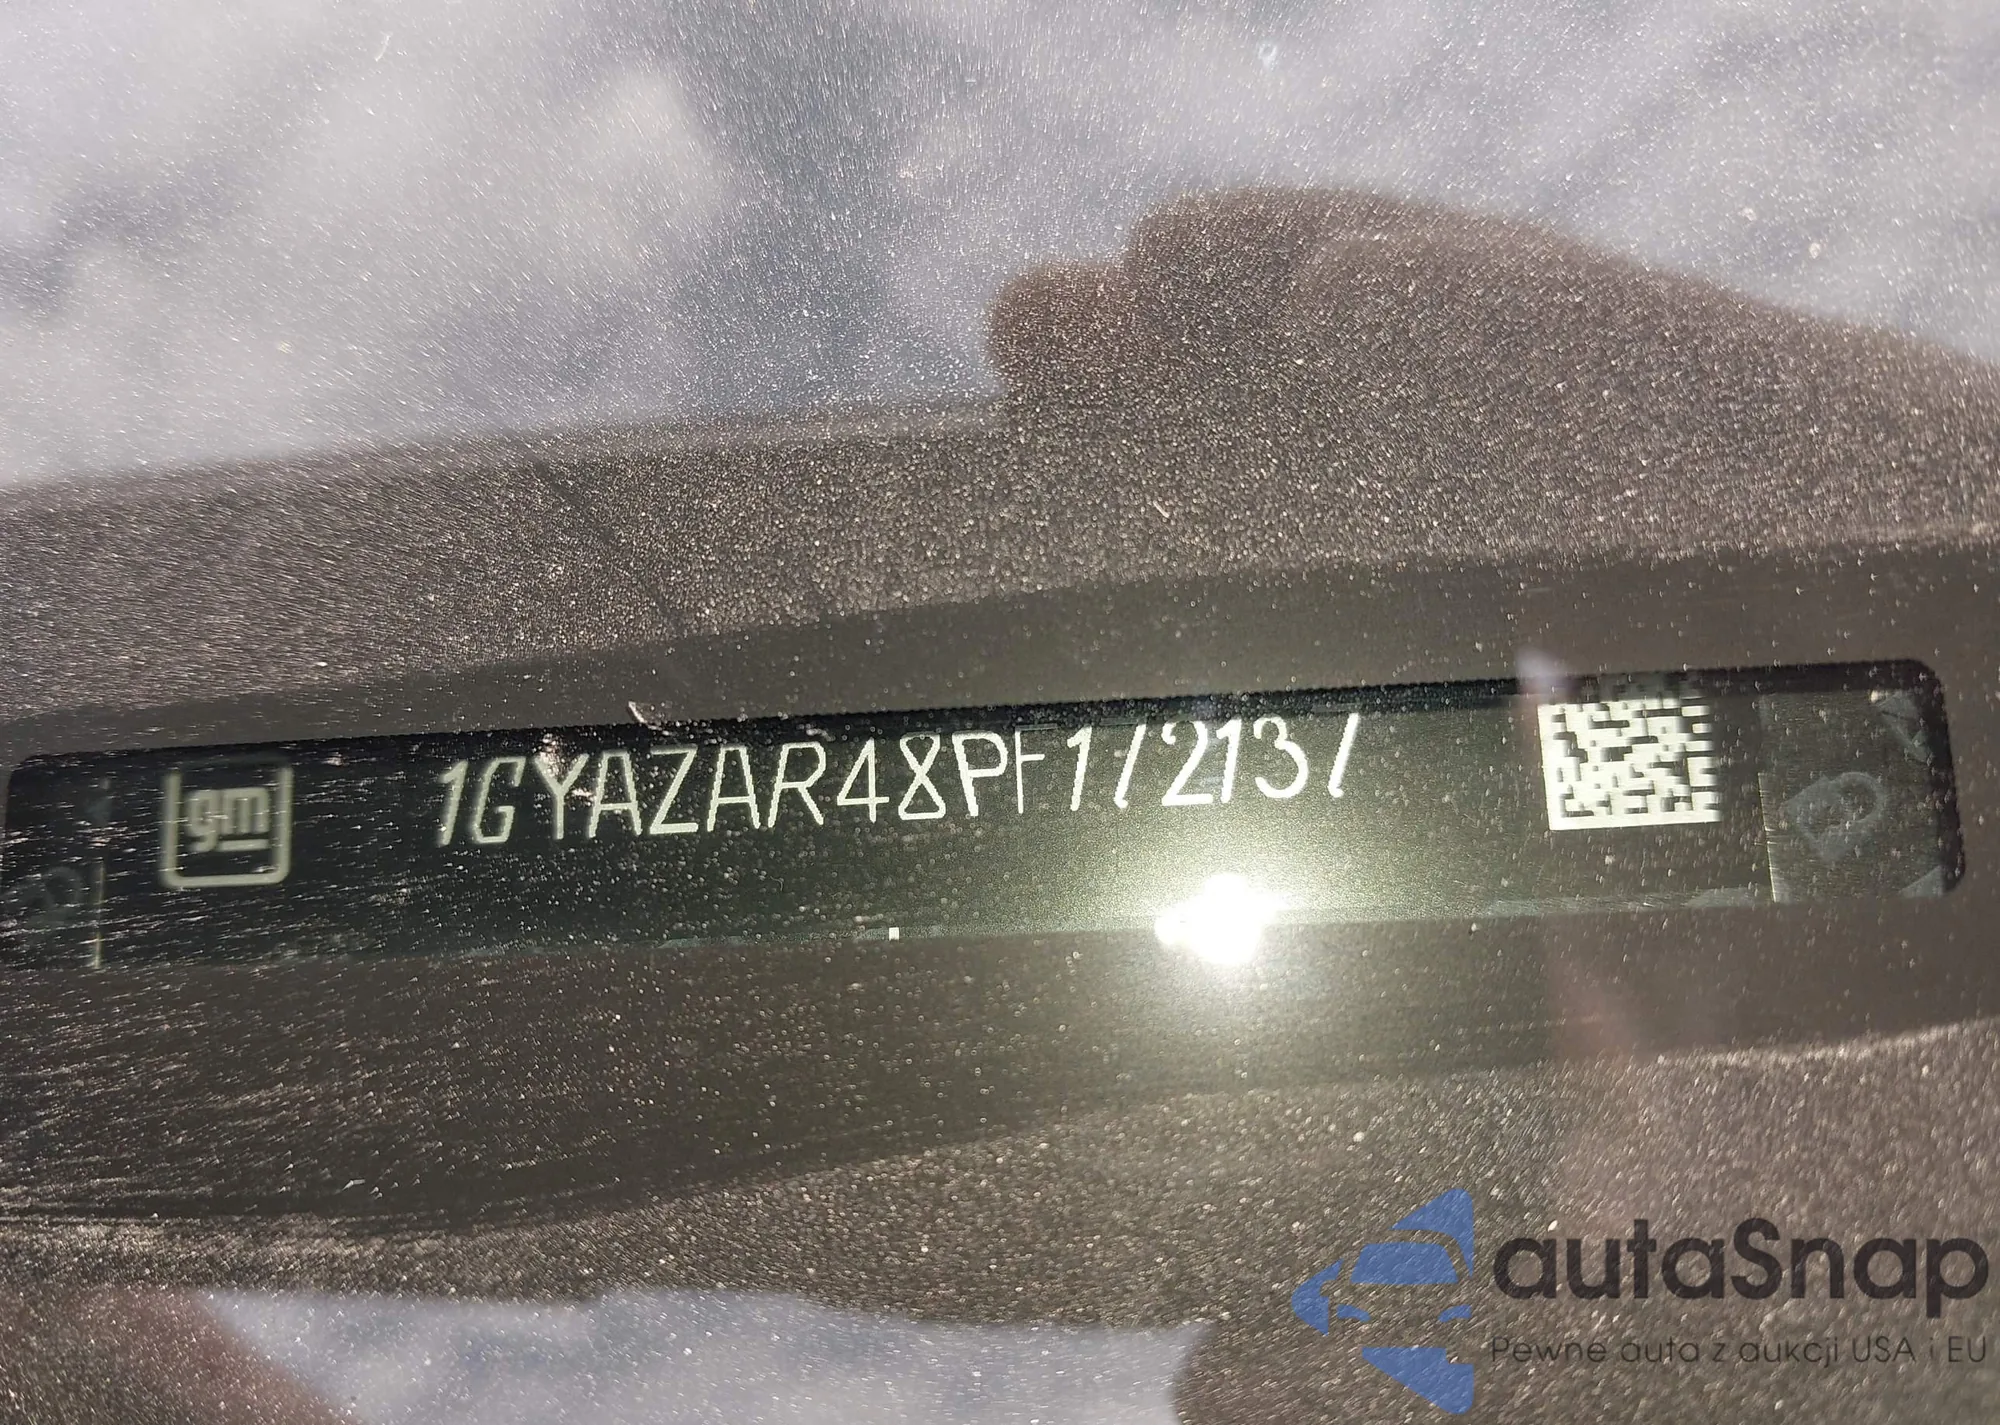 gm 1GYAZAR48PF172137
autaSnap
Pewne auta z aukcji USA i EU